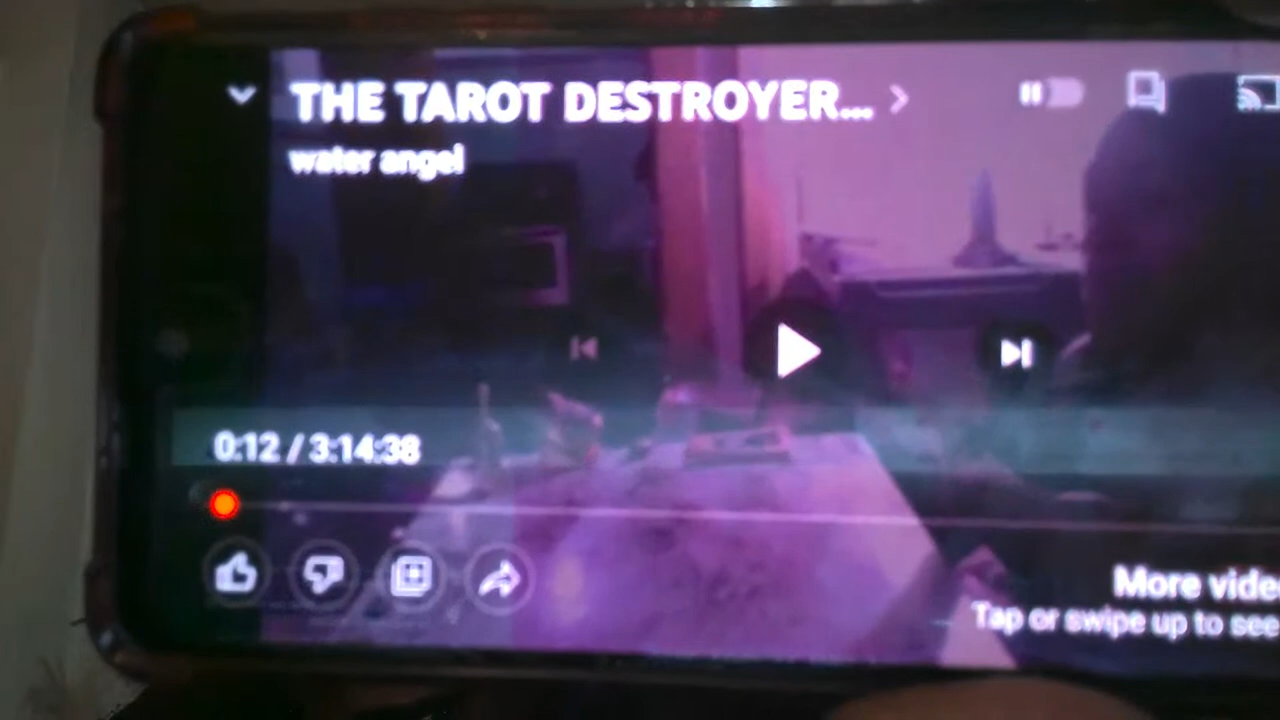 THE TAROT DESTROYER...
water angel
0:12 / 3:14:38
More vide
Tap or swipe up to see